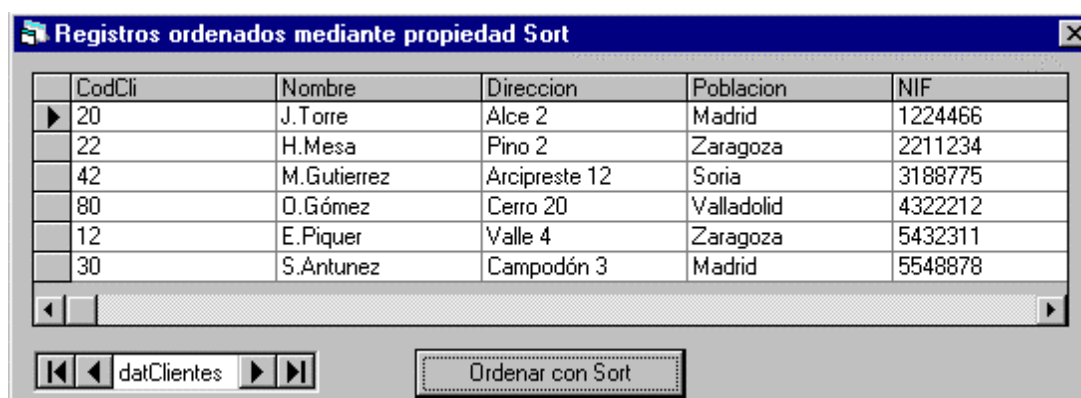 Registros ordenados mediante propiedad Sort
CodCli Nombre Direccion Poblacion NIF
20 J.Torre Alce 2 Madrid 1224466
22 H.Mesa Pino 2 Zaragoza 2211234
42 M.Gutierrez Arcipreste 12 Soria 3188775
80 O.Gómez Cerro 20 Valladolid 4322212
12 E.Piquer Valle 4 Zaragoza 5432311
30 S.Antunez Campodón 3 Madrid 5548878
datClientes Ordenar con Sort